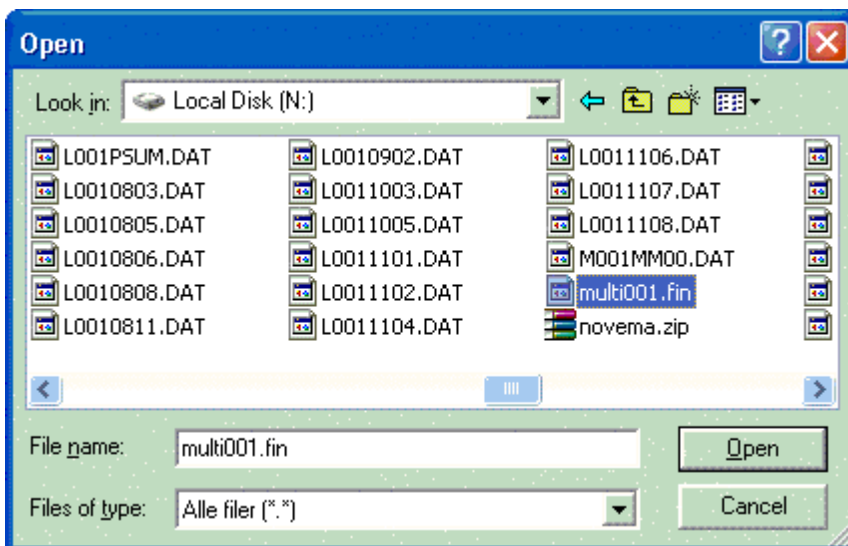 Open
Look in: Local Disk (N:)
L001PSUM.DAT L0010902.DAT L0011106.DAT
L0010803.DAT L0011003.DAT L0011107.DAT
L0010805.DAT L0011005.DAT L0011108.DAT
L0010806.DAT L0011101.DAT M001MM00.DAT
L0010808.DAT L0011102.DAT multi001.fin
L0010811.DAT L0011104.DAT novema.zip
File name: multi001.fin Open
Files of type: Alle filer (*.*) Cancel